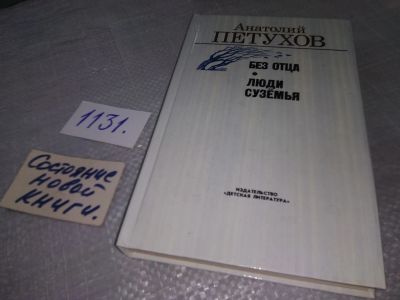 Анатолий
ПЕТУХОВ
БЕЗ ОТЦА
•
ЛЮДИ
СУЗЁМЬЯ
ИЗДАТЕЛЬСТВО
«ДЕТСКАЯ ЛИТЕРАТУРА»
1131.
Состояние
новой
книги.